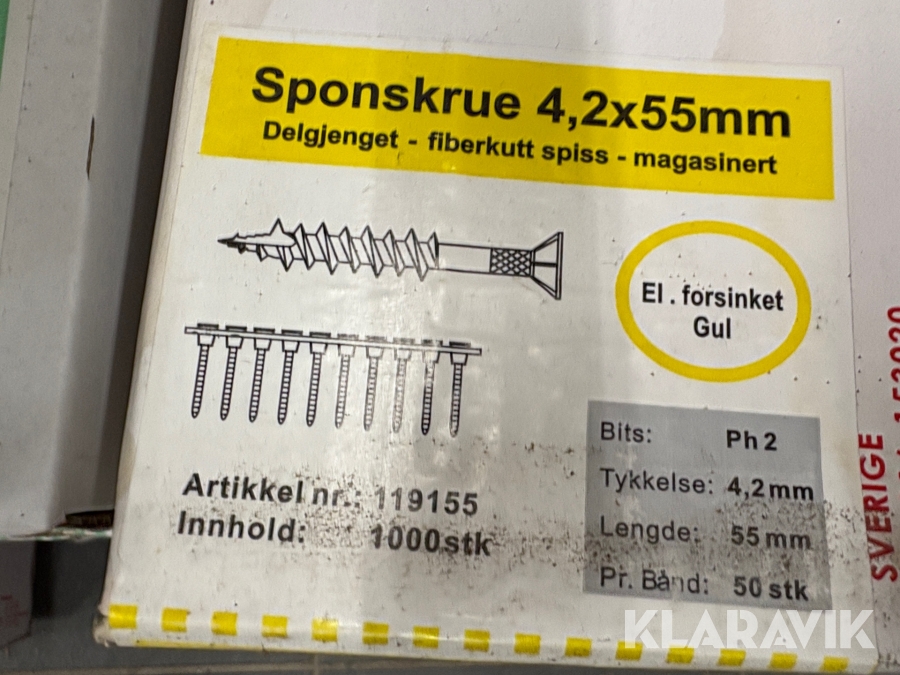 Sponskrue 4,2x55mm
Delgjenget - fiberkutt spiss - magasinert
El . forsinket
Gul
Bits: Ph 2
Tykkelse: 4,2 mm
Lengde: 55 mm
Pr. Bånd: 50 stk
Artikkel nr.: 119155
Innhold: 1000stk
SVERIGE
KLARAVIK